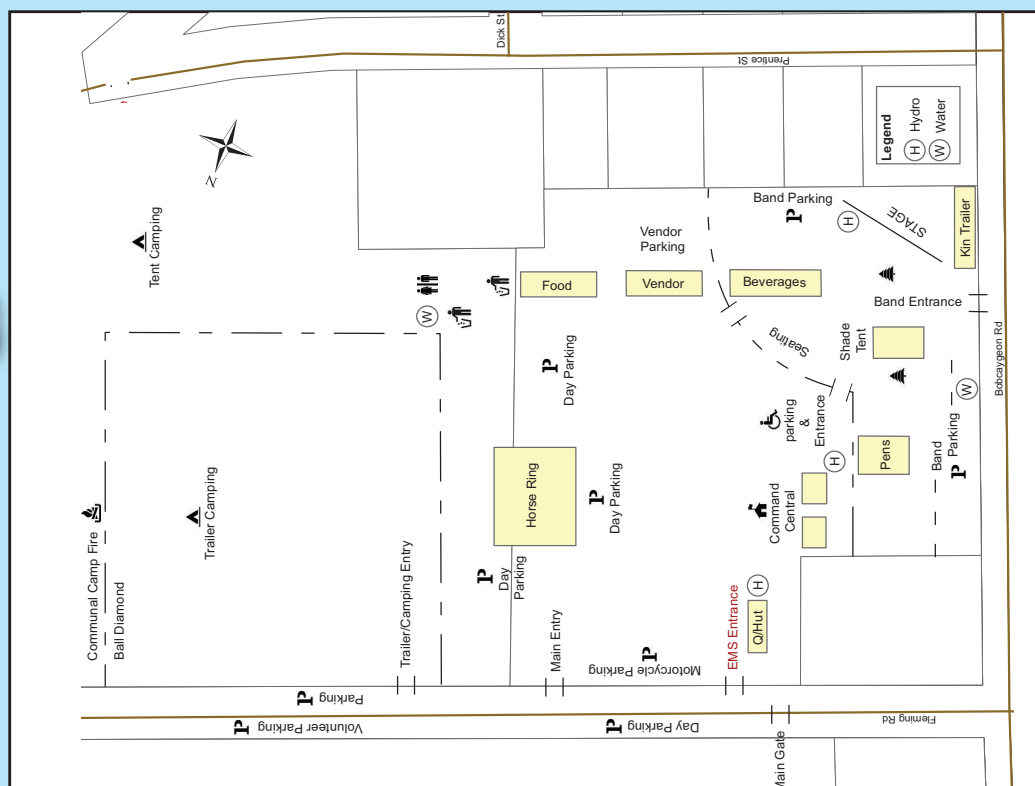 Dick St
Prentice St
Legend
H Hydro
W Water
N
Tent Camping
Band Parking
P
H
STAGE
Kin Trailer
Vendor
Parking
Food
Vendor
Beverages
W
Band Entrance
Seating
Shade
Tent
Bobcaygeon Rd
P
Day Parking
parking
&
Entrance
W
Band
Parking
P
H
Pens
Communal Camp Fire
Ball Diamond
Trailer Camping
Horse Ring
P
Day Parking
Command
Central
P
Day
Parking
Trailer/Camping Entry
Main Entry
P
Motorcycle Parking
EMS Entrance
H
Q/Hut
P Parking
P Volunteer Parking
P Day Parking
Main Gate
Fleming Rd